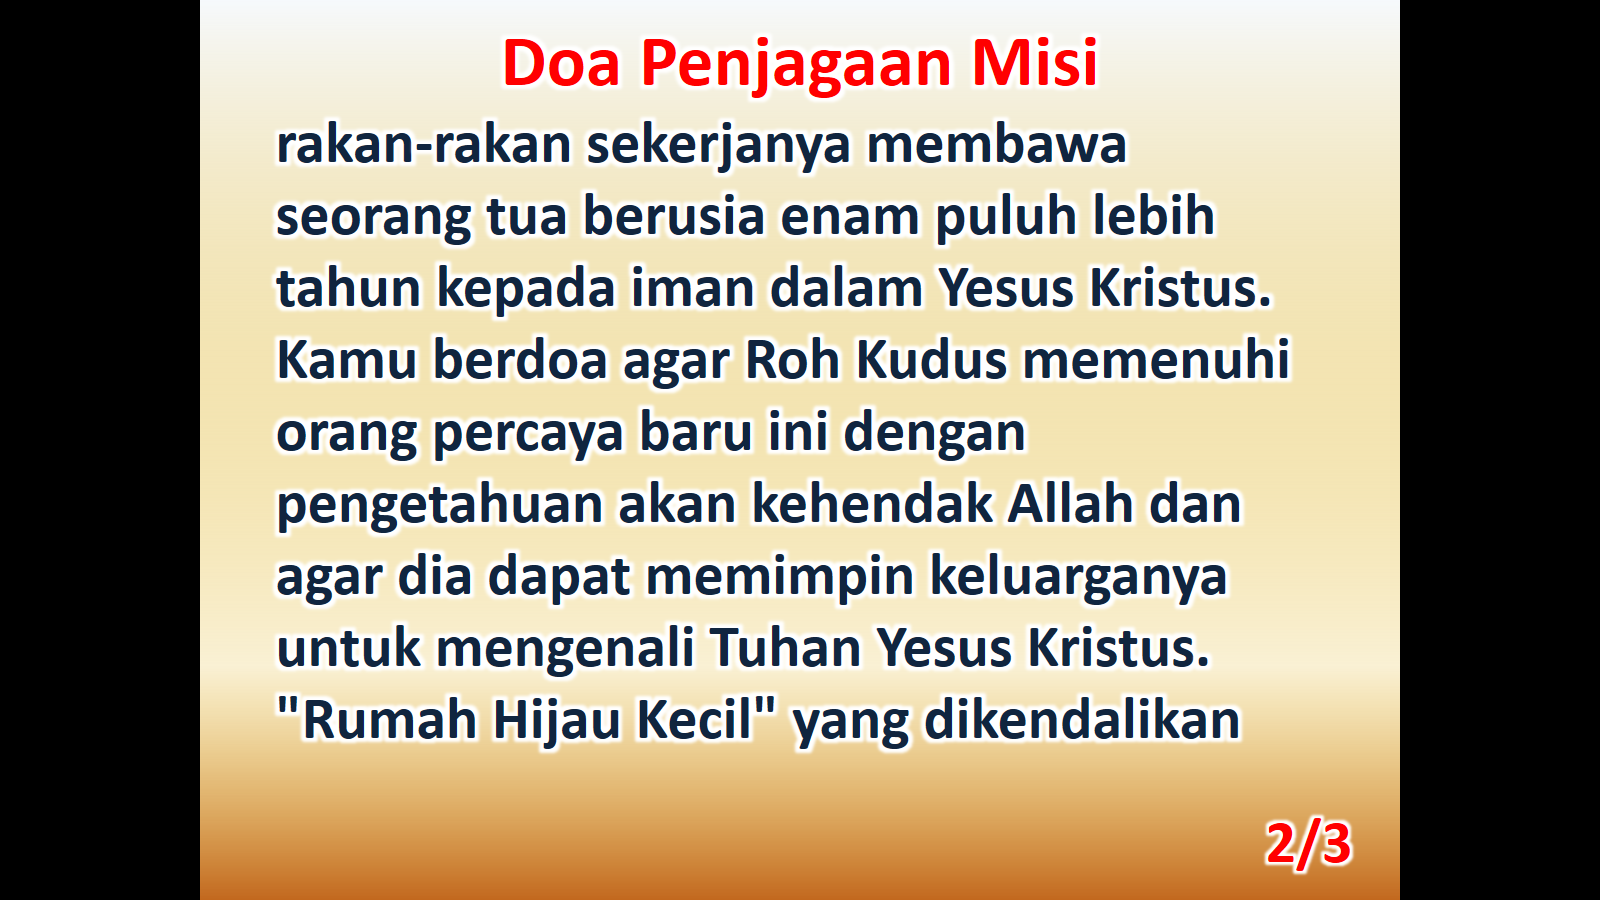 Doa Penjagaan Misi
rakan-rakan sekerjanya membawa
seorang tua berusia enam puluh lebih
tahun kepada iman dalam Yesus Kristus.
Kamu berdoa agar Roh Kudus memenuhi
orang percaya baru ini dengan
pengetahuan akan kehendak Allah dan
agar dia dapat memimpin keluarganya
untuk mengenali Tuhan Yesus Kristus.
"Rumah Hijau Kecil" yang dikendalikan
2/3